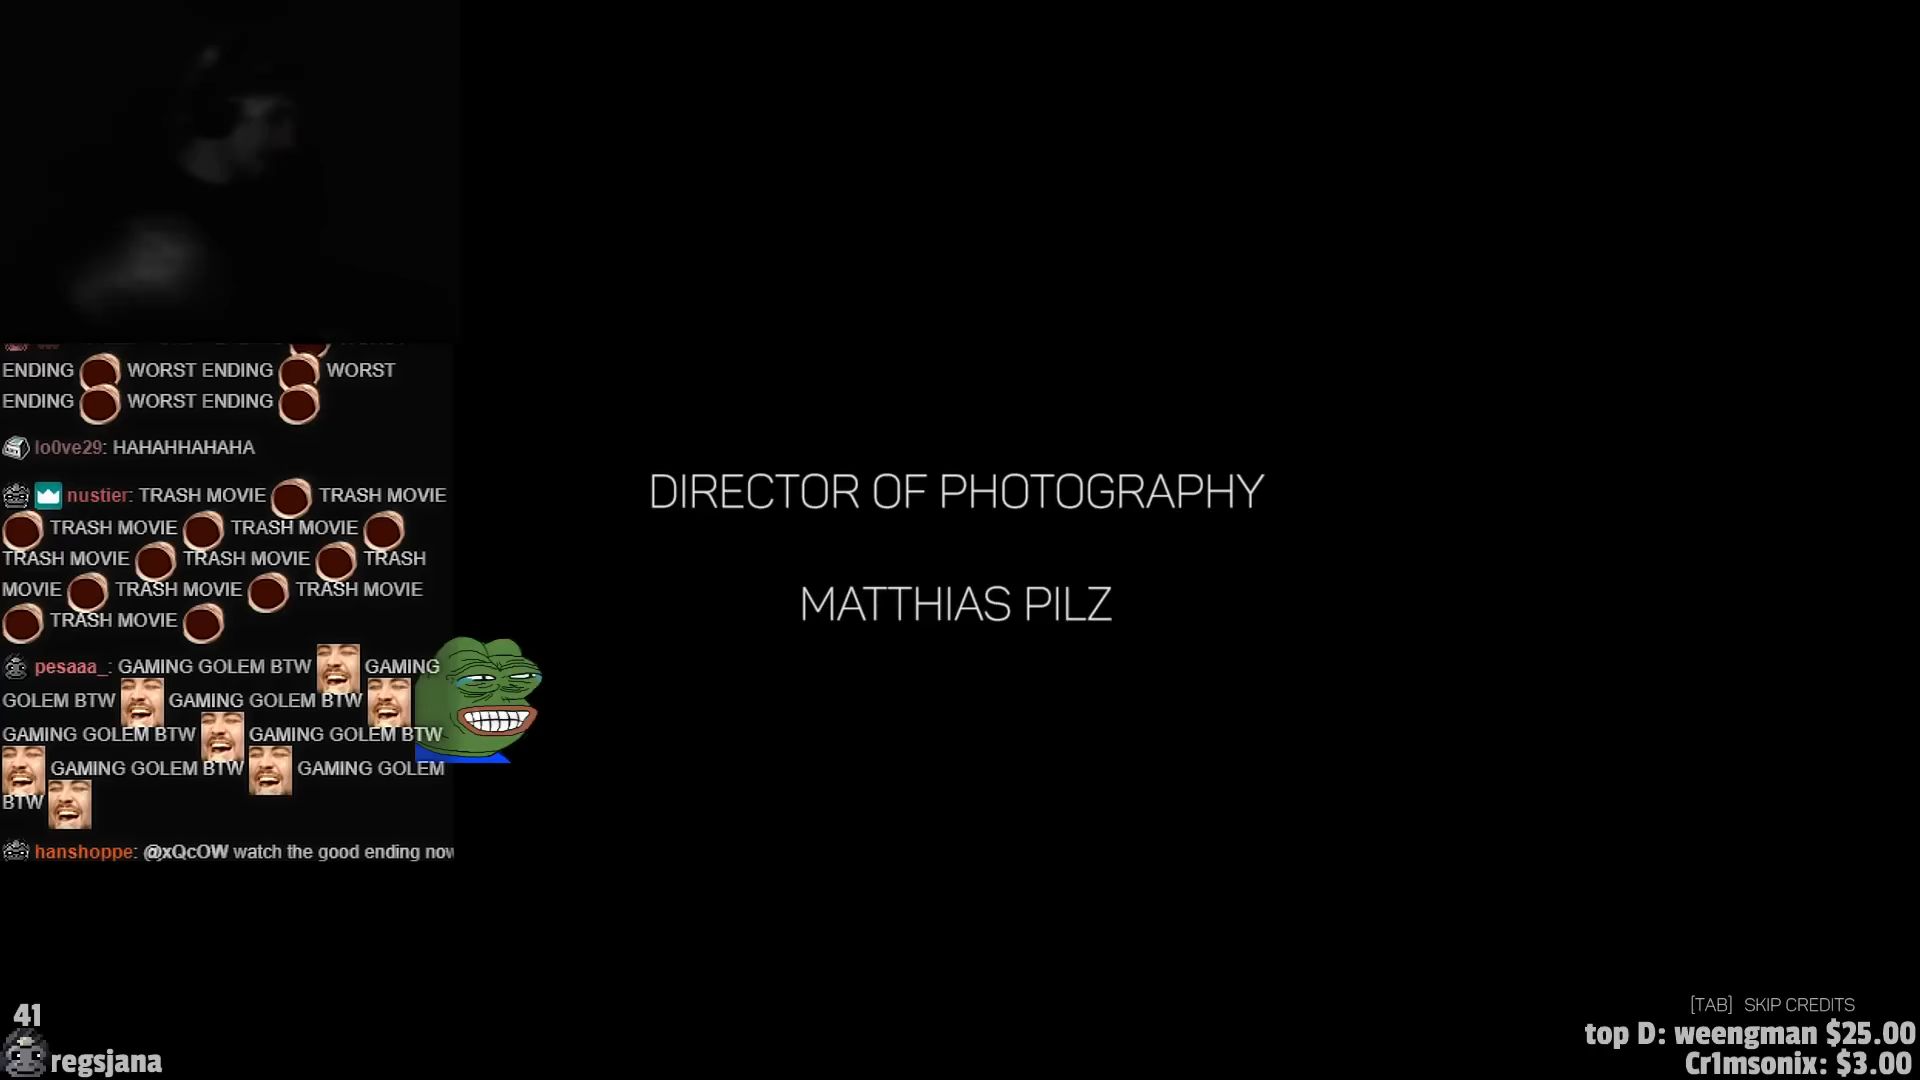 ENDING WORST ENDING WORST
ENDING WORST ENDING
lo0ve29: HAHAHHAHAHA
nustier: TRASH MOVIE TRASH MOVIE
TRASH MOVIE TRASH MOVIE
TRASH MOVIE TRASH MOVIE TRASH
MOVIE TRASH MOVIE TRASH MOVIE
TRASH MOVIE
pesaaa_: GAMING GOLEM BTW GAMING
GOLEM BTW GAMING GOLEM BTW
GAMING GOLEM BTW GAMING GOLEM BTW
GAMING GOLEM BTW GAMING GOLEM
BTW
hanshoppe: @xQcOW watch the good ending now
DIRECTOR OF PHOTOGRAPHY
MATTHIAS PILZ
41
regsjana
[TAB] SKIP CREDITS
top D: weengman $25.00
Cr1msonix: $3.00